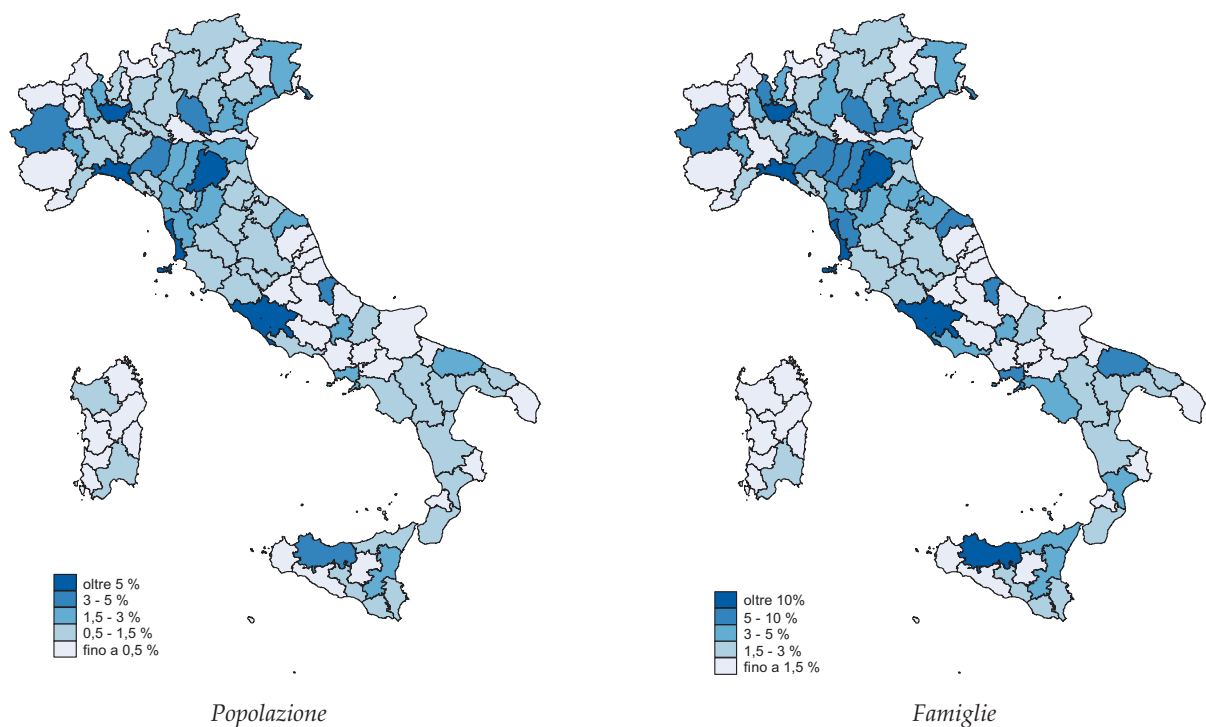 oltre 5 %
3 - 5 %
1,5 - 3 %
0,5 - 1,5 %
fino a 0,5 %
Popolazione
oltre 10%
5 - 10 %
3 - 5 %
1,5 - 3 %
fino a 1,5 %
Famiglie